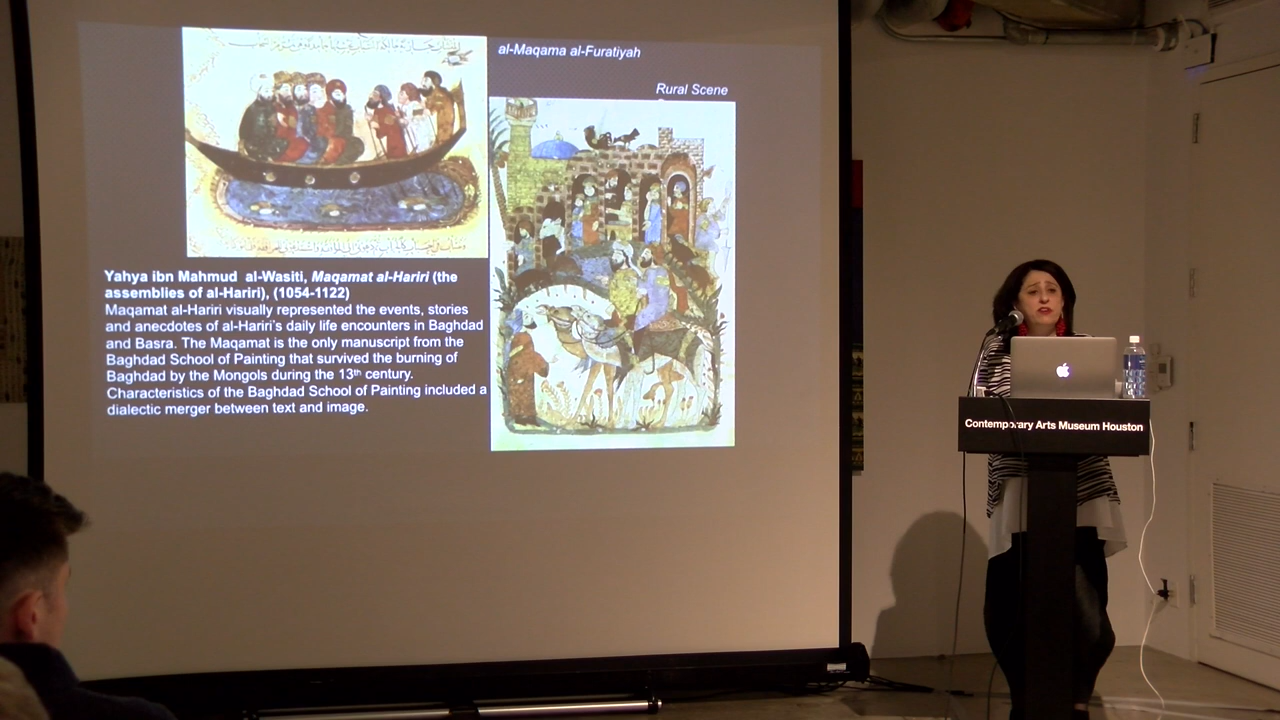 al-Maqama al-Furatiyah
Rural Scene
Yahya ibn Mahmud al-Wasiti, Maqamat al-Hariri (the
assemblies of al-Hariri), (1054-1122)
Maqamat al-Hariri visually represented the events, stories
and anecdotes of al-Hariri's daily life encounters in Baghdad
and Basra. The Maqamat is the only manuscript from the
Baghdad School of Painting that survived the burning of
Baghdad by the Mongols during the 13th century.
Characteristics of the Baghdad School of Painting included a
dialectic merger between text and image.
Contemporary Arts Museum Houston